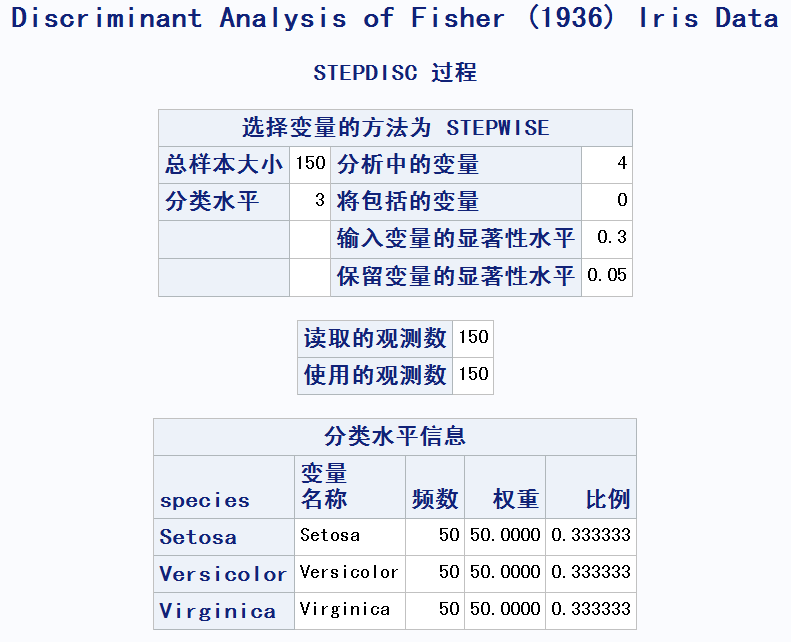 Discriminant Analysis of Fisher (1936) Iris Data
STEPDISC 过程
选择变量的方法为 STEPWISE
总样本大小 150 分析中的变量 4
分类水平 3 将包括的变量 0
输入变量的显著性水平 0.3
保留变量的显著性水平 0.05
读取的观测数 150
使用的观测数 150
分类水平信息
species 变量名称 频数 权重 比例
Setosa Setosa 50 50.0000 0.333333
Versicolor Versicolor 50 50.0000 0.333333
Virginica Virginica 50 50.0000 0.333333